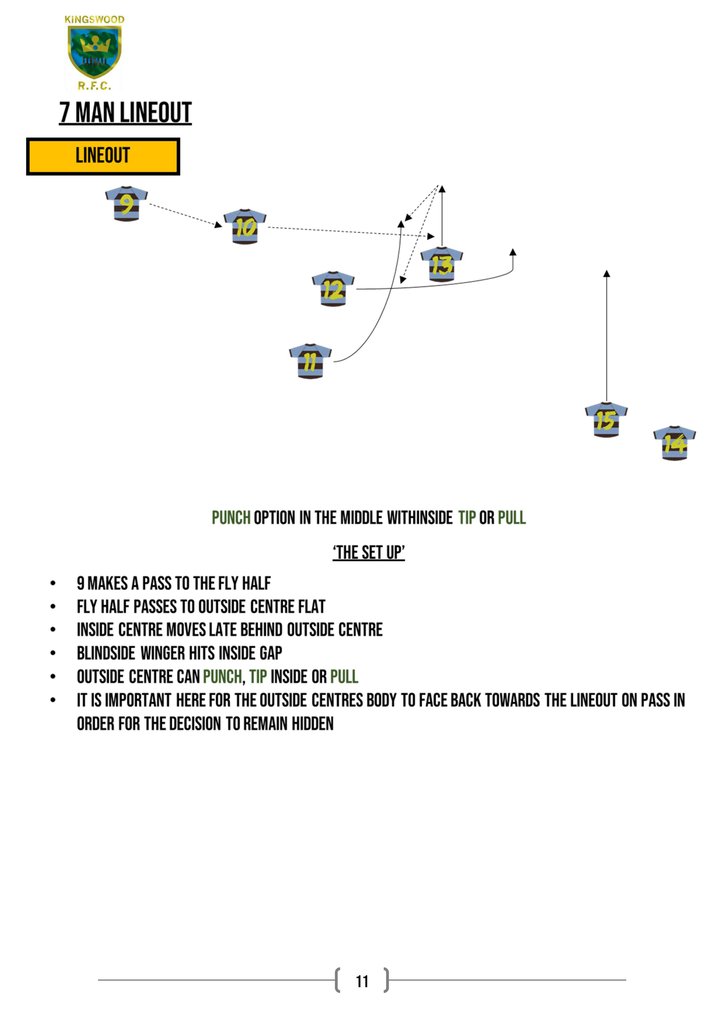 KINGSWOOD
R.F.C.
7 MAN LINEOUT
LINEOUT
9
10
13
12
11
15
14
PUNCH OPTION IN THE MIDDLE WITHINSIDE TIP OR PULL
‘THE SET UP’
• 9 MAKES A PASS TO THE FLY HALF
• FLY HALF PASSES TO OUTSIDE CENTRE FLAT
• INSIDE CENTRE MOVES LATE BEHIND OUTSIDE CENTRE
• BLINDSIDE WINGER HITS INSIDE GAP
• OUTSIDE CENTRE CAN PUNCH, TIP INSIDE OR PULL
• IT IS IMPORTANT HERE FOR THE OUTSIDE CENTRES BODY TO FACE BACK TOWARDS THE LINEOUT ON PASS IN
ORDER FOR THE DECISION TO REMAIN HIDDEN
11